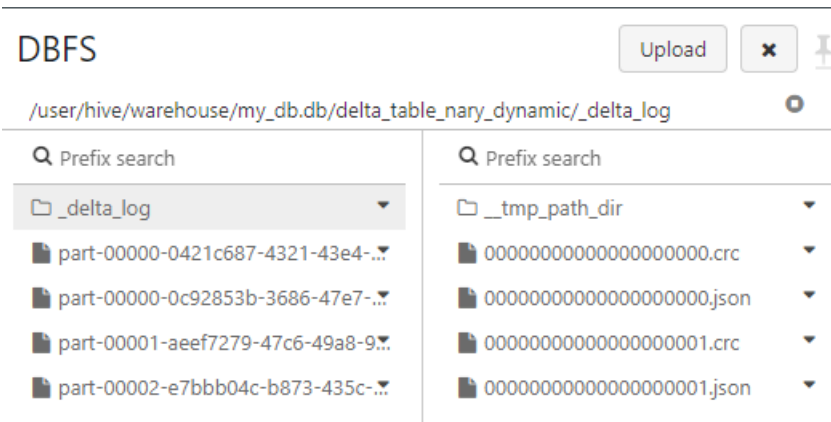 DBFS
Upload
/user/hive/warehouse/my_db.db/delta_table_nary_dynamic/_delta_log
Prefix search
_delta_log
part-00000-0421c687-4321-43e4-...
part-00000-0c92853b-3686-47e7-...
part-00001-aeef7279-47c6-49a8-9...
part-00002-e7bbb04c-b873-435c-...
Prefix search
__tmp_path_dir
00000000000000000000.crc
00000000000000000000.json
00000000000000000001.crc
00000000000000000001.json